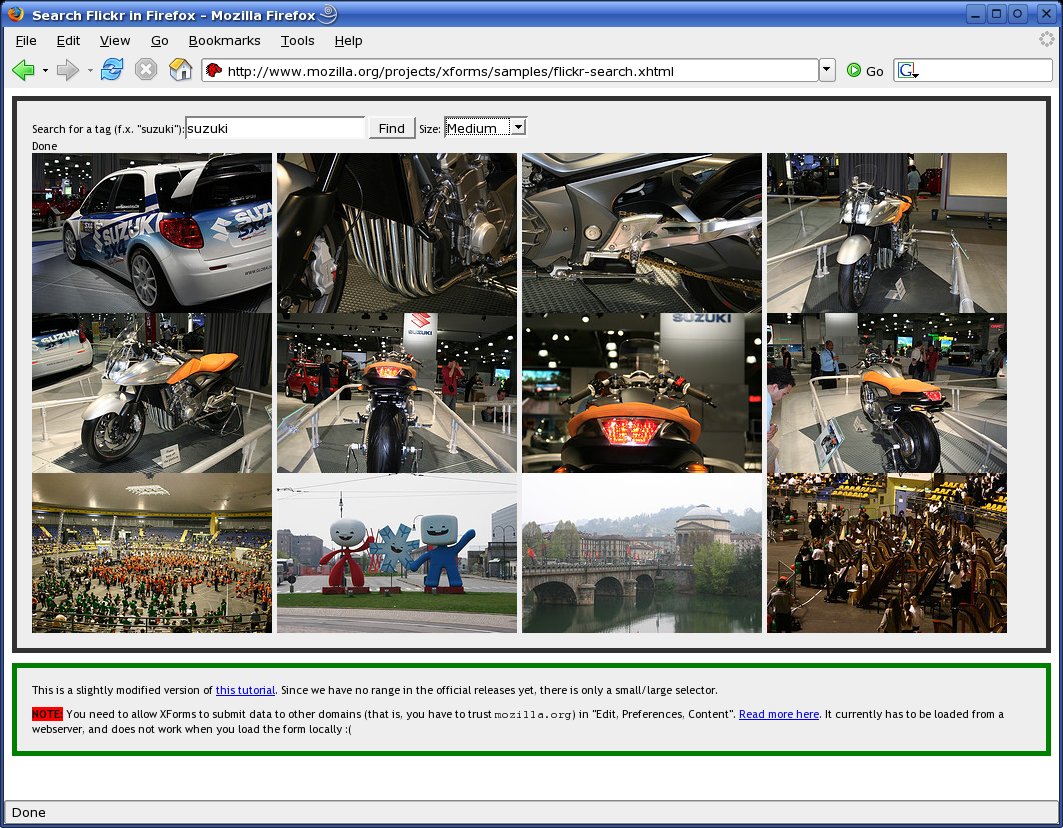 Search Flickr in Firefox - Mozilla Firefox
File Edit View Go Bookmarks Tools Help
http://www.mozilla.org/projects/xforms/samples/flickr-search.xhtml Go G
Search for a tag (f.x. "suzuki"): suzuki Find Size: Medium
Done
SUZUKI SUZ
SUZUKI
SUZUKI
This is a slightly modified version of this tutorial. Since we have no range in the official releases yet, there is only a small/large selector.
NOTE: You need to allow XForms to submit data to other domains (that is, you have to trust mozilla.org) in "Edit, Preferences, Content". Read more here. It currently has to be loaded from a
webserver, and does not work when you load the form locally :(
Done